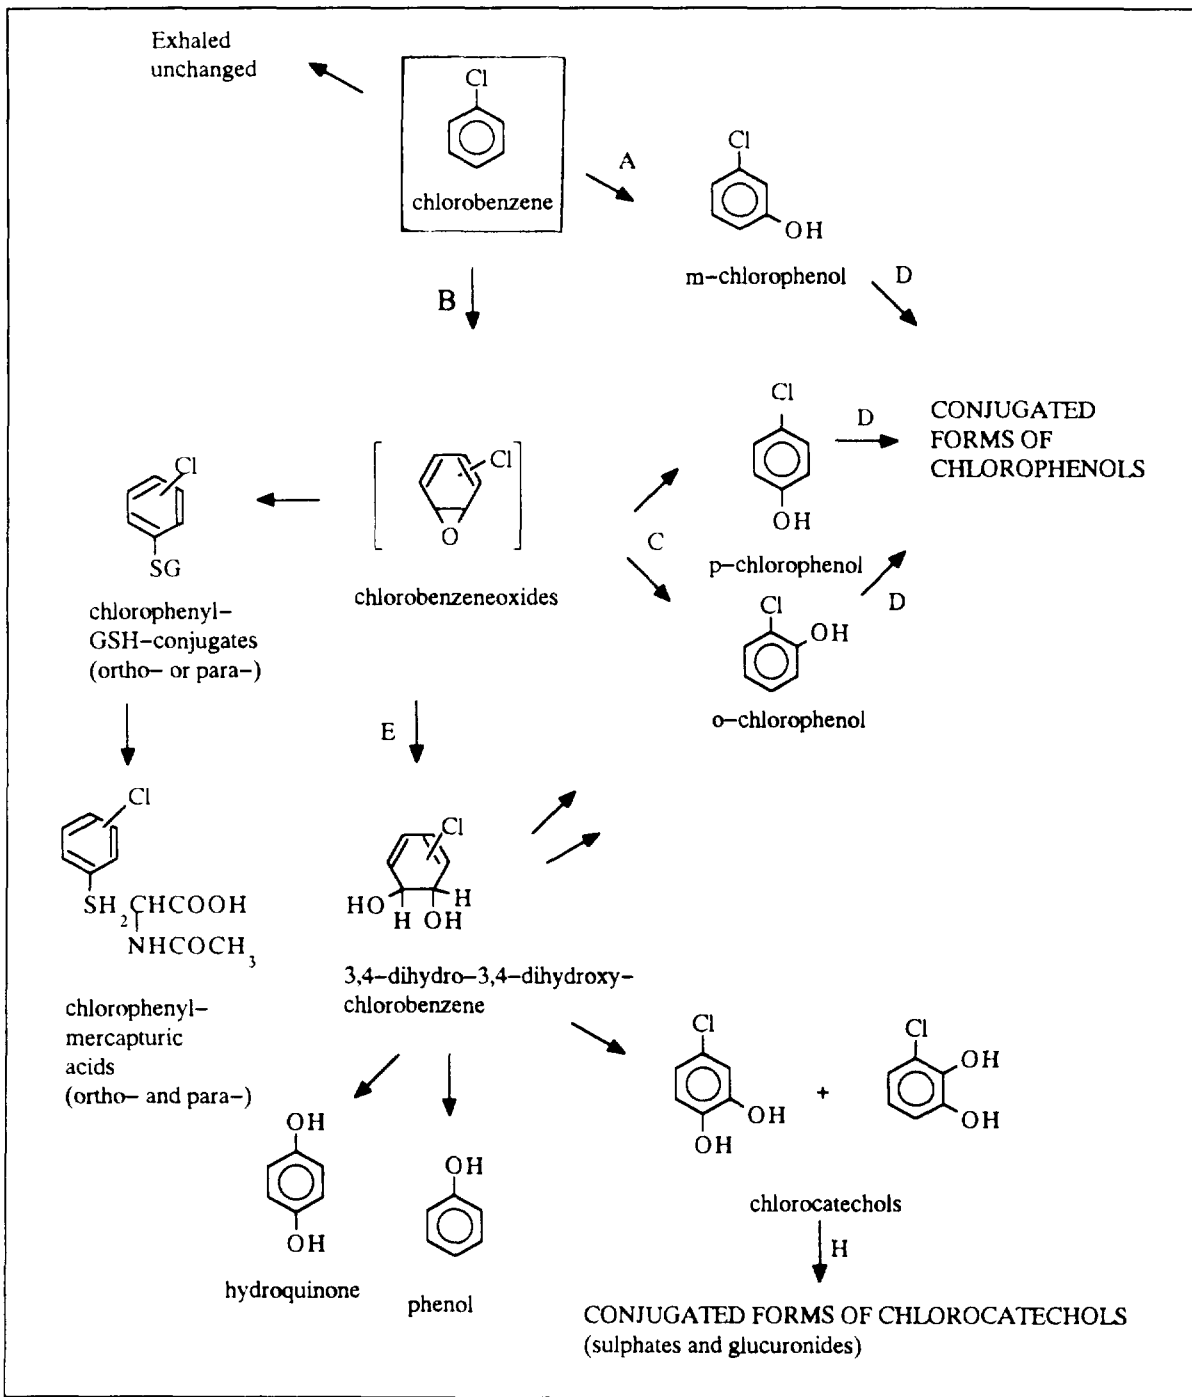 Exhaled
unchanged
Cl
chlorobenzene
A
Cl
OH
m-chlorophenol
D
B
Cl
O
chlorobenzeneoxides
Cl
SG
chlorophenyl-
GSH-conjugates
(ortho- or para-)
C
Cl
OH
p-chlorophenol
D
CONJUGATED
FORMS OF
CHLOROPHENOLS
Cl
OH
o-chlorophenol
D
E
Cl
SH2CHCOOH
NHCOCH3
chlorophenyl-
mercapturic
acids
(ortho- and para-)
Cl
HO
H
H
OH
3,4-dihydro-3,4-dihydroxy-
chlorobenzene
OH
OH
hydroquinone
OH
phenol
Cl
OH
OH
+
Cl
OH
OH
chlorocatechols
H
CONJUGATED FORMS OF CHLOROCATECHOLS
(sulphates and glucuronides)